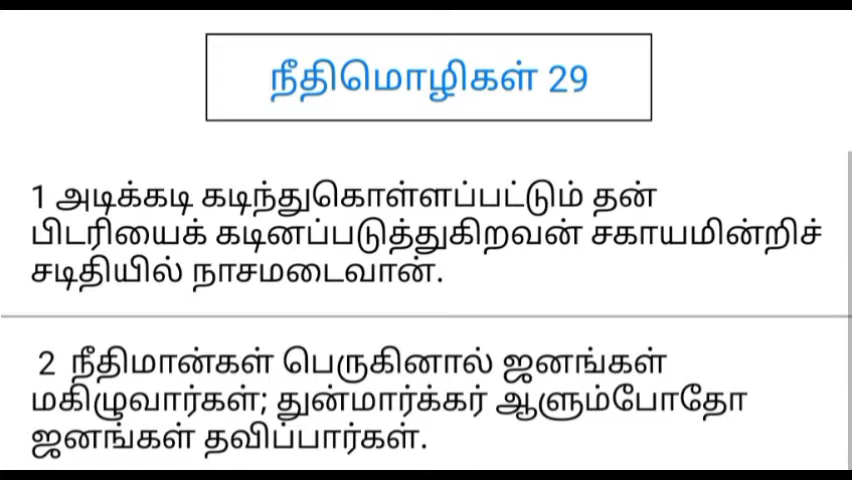 நீதிமொழிகள் 29
1 அடிக்கடி கடிந்துகொள்ளப்பட்டும் தன்
பிடரியைக் கடினப்படுத்துகிறவன் சகாயமின்றிச்
சடிதியில் நாசமடைவான்.
2 நீதிமான்கள் பெருகினால் ஜனங்கள்
மகிழுவார்கள்; துன்மார்க்கர் ஆளும்போதோ
ஜனங்கள் தவிப்பார்கள்.